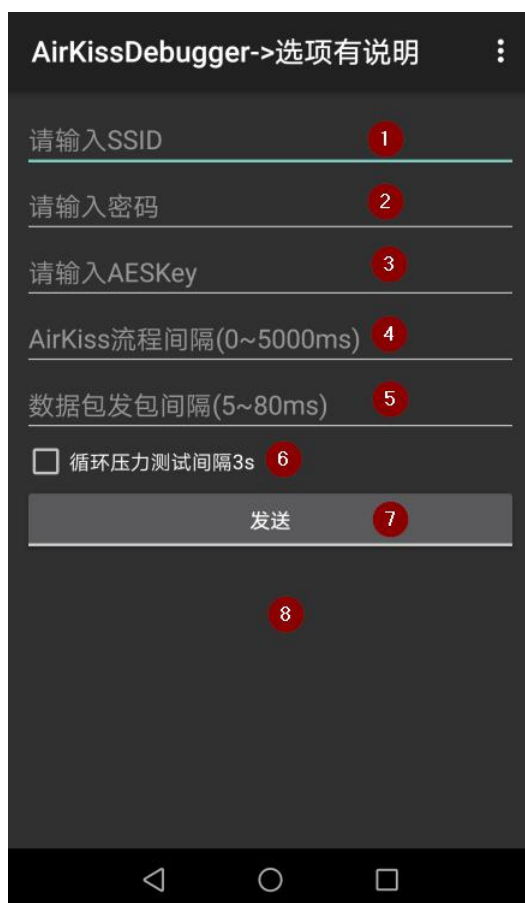 AirKissDebugger->选项有说明
请输入SSID 1
请输入密码 2
请输入AESKey 3
AirKiss流程间隔(0~5000ms) 4
数据包发包间隔(5~80ms) 5
循环压力测试间隔3s 6
发送 7
8